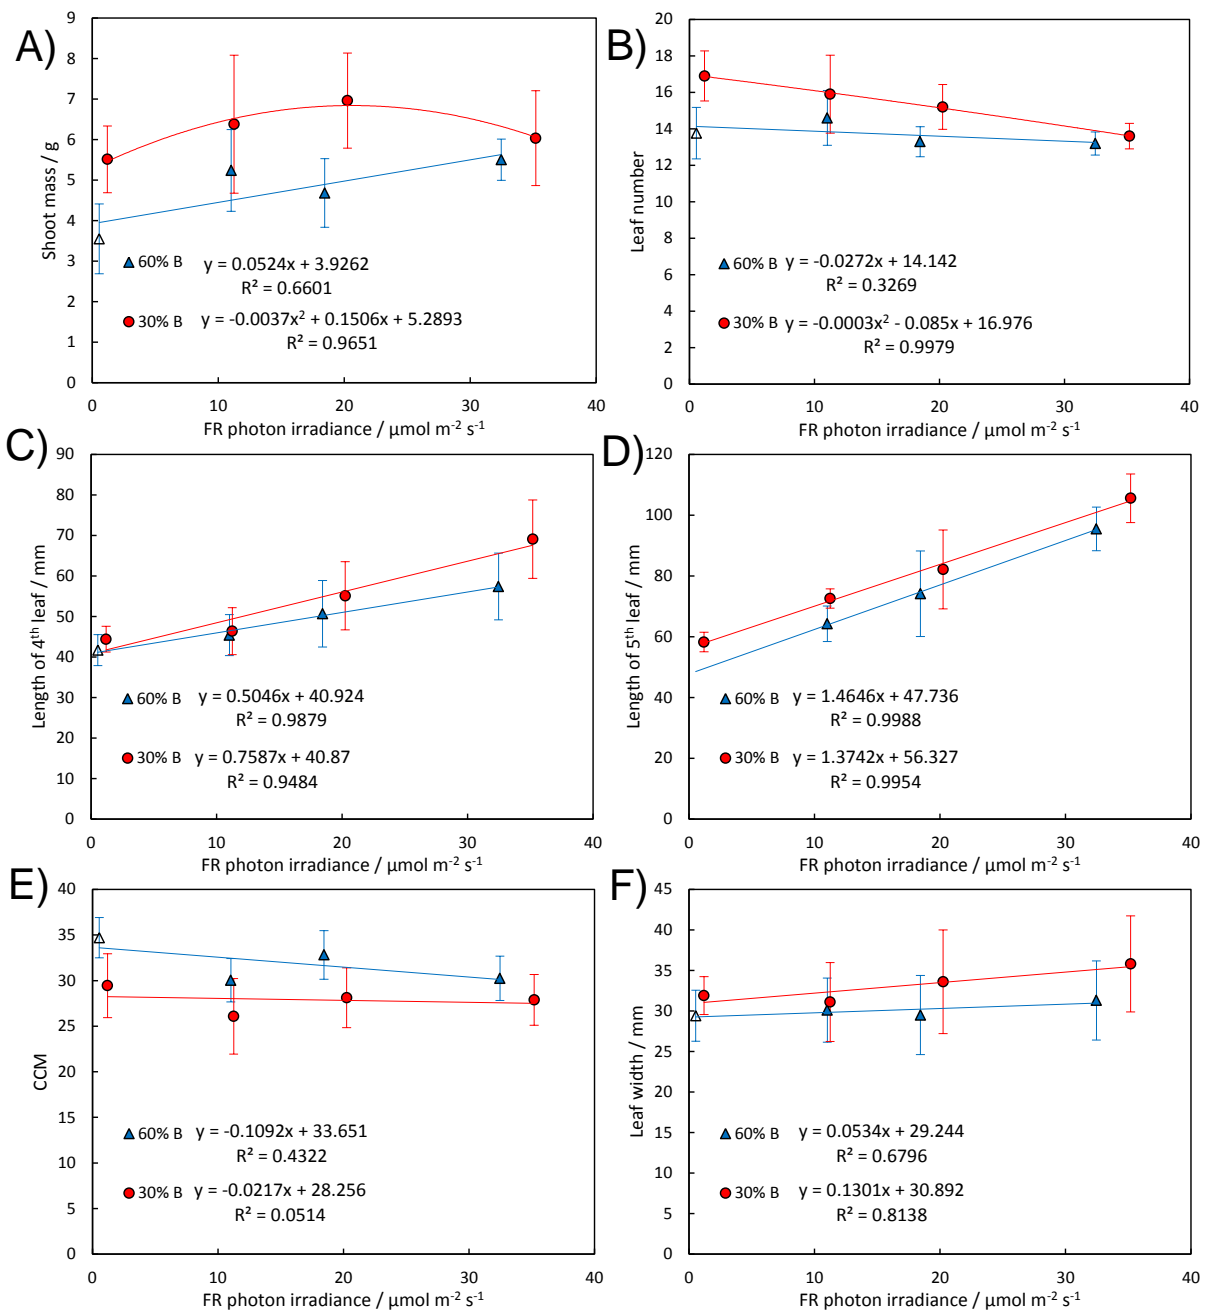 A)
9
8
7
6
5
4
3
2
1
0
Shoot mass / g
60% B y = 0.0524x + 3.9262
R² = 0.6601
30% B y = -0.0037x² + 0.1506x + 5.2893
R² = 0.9651
0 10 20 30 40
FR photon irradiance / µmol m⁻² s⁻¹
B)
20
18
16
14
12
10
8
6
4
2
0
Leaf number
60% B y = -0.0272x + 14.142
R² = 0.3269
30% B y = -0.0003x² - 0.085x + 16.976
R² = 0.9979
0 10 20 30 40
FR photon irradiance / µmol m⁻² s⁻¹
C)
90
80
70
60
50
40
30
20
10
0
Length of 4ᵗʰ leaf / mm
60% B y = 0.5046x + 40.924
R² = 0.9879
30% B y = 0.7587x + 40.87
R² = 0.9484
0 10 20 30 40
FR photon irradiance / µmol m⁻² s⁻¹
D)
120
100
80
60
40
20
0
Length of 5ᵗʰ leaf / mm
60% B y = 1.4646x + 47.736
R² = 0.9988
30% B y = 1.3742x + 56.327
R² = 0.9954
0 10 20 30 40
FR photon irradiance / µmol m⁻² s⁻¹
E)
40
35
30
25
20
15
10
5
0
CCM
60% B y = -0.1092x + 33.651
R² = 0.4322
30% B y = -0.0217x + 28.256
R² = 0.0514
0 10 20 30 40
FR photon irradiance / µmol m⁻² s⁻¹
F)
45
40
35
30
25
20
15
10
5
0
Leaf width / mm
60% B y = 0.0534x + 29.244
R² = 0.6796
30% B y = 0.1301x + 30.892
R² = 0.8138
0 10 20 30 40
FR photon irradiance / µmol m⁻² s⁻¹